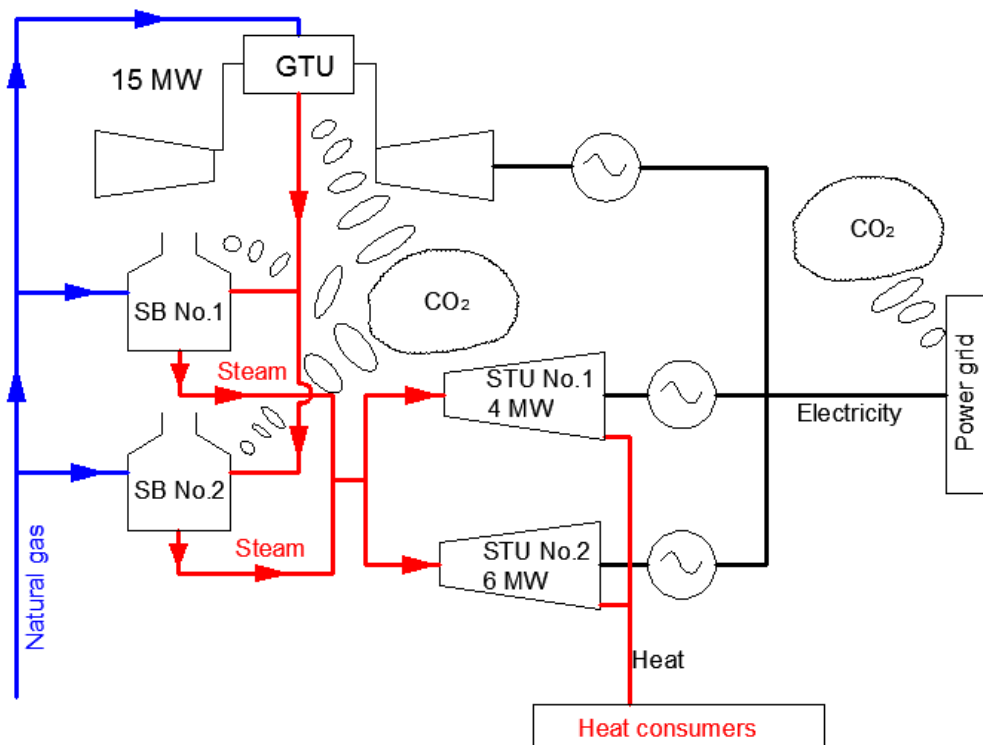 GTU
15 MW
CO₂
SB No.1
CO₂
Steam
STU No.1
4 MW
Electricity
Power grid
SB No.2
Steam
STU No.2
6 MW
Natural gas
Heat
Heat consumers